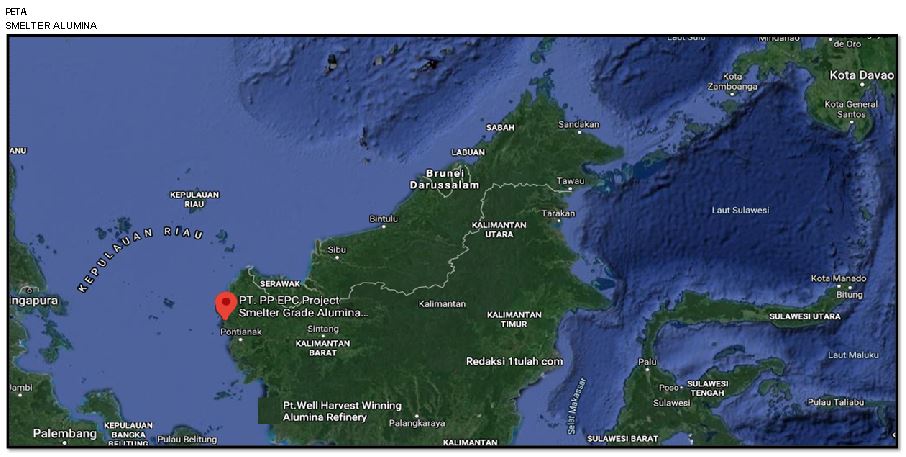 PETA
SMELTER ALUMINA
Laut Sulu
Mindanao
de Oro
Kota Davao
Kota
Zamboanga
Kota General
Santos
SABAH
Sandakan
ANU
LABUAN
Brunei
Darussalam
Tawau
KEPULAUAN
RIAU
Tarakan
Laut Sulawesi
Bintulu
KALIMANTAN
UTARA
KEPULAUAN RIAU
Sibu
Kota Manado
Bitung
SERAWAK
ingapura
PT. PP EPC Project
Smelter Grade Alumina...
Kalimantan
KALIMANTAN
TIMUR
SULAWESI UTARA
Pontianak
Sintang
KALIMANTAN
BARAT
Redaksi 1tulah com
Laut Maluku
Palu
Jambi
Poso
SULAWESI
TENGAH
Selat Makassar
Sulawesi
Pulau Taliabu
Pt.Well Harvest Winning
Alumina Refinery
Palangkaraya
Palembang
KEPULAUAN
BANGKA
BELITUNG
Pulau Belitung
KALIMANTAN
SULAWESI BARAT